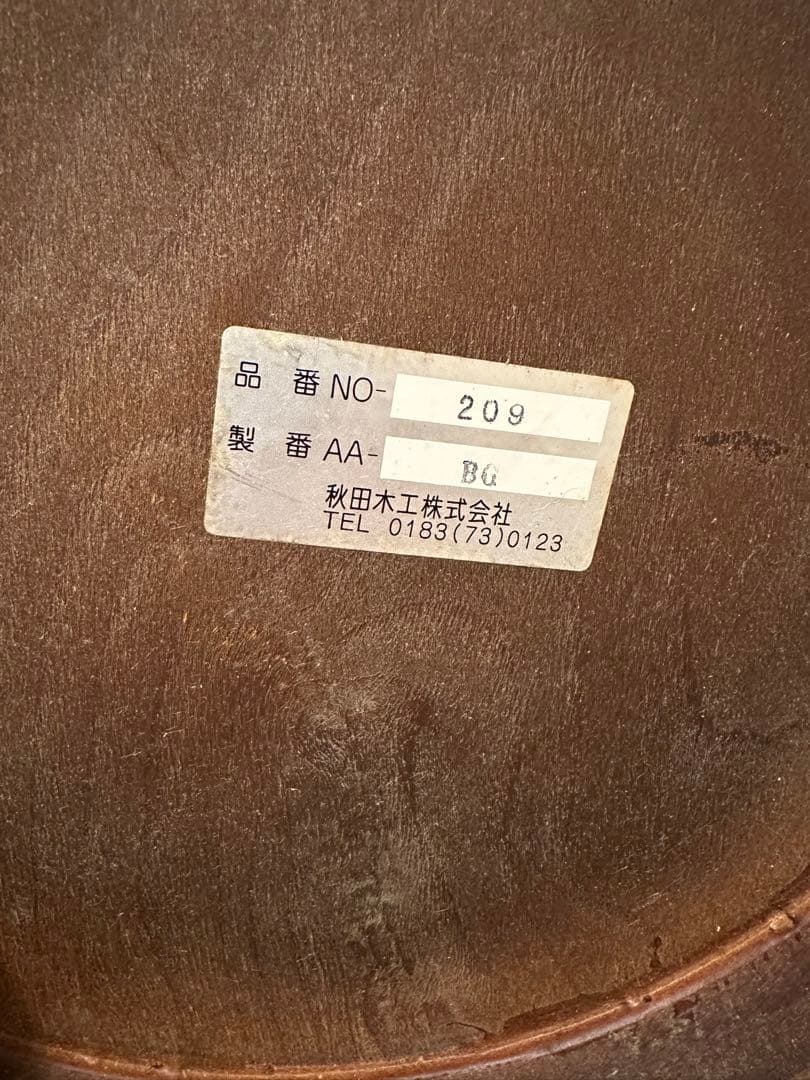 品 番 NO- 209
製 番 AA- BG
秋田木工株式会社
TEL 0183(73)0123